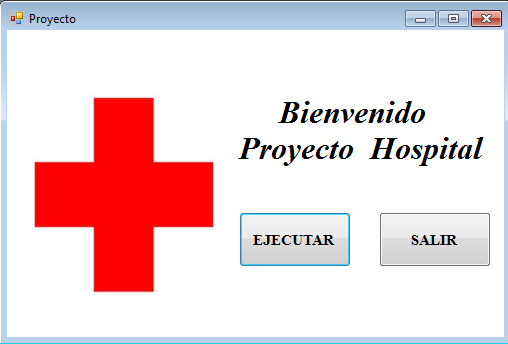 Proyecto
Bienvenido
Proyecto Hospital
EJECUTAR
SALIR